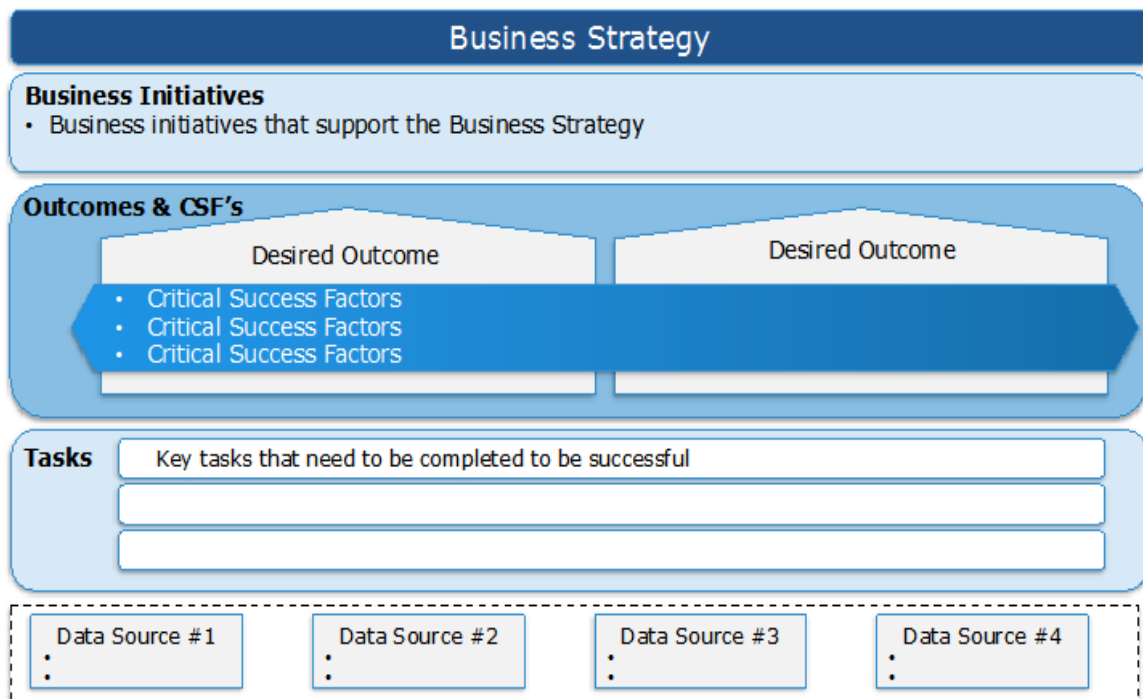 Business Strategy
Business Initiatives
• Business initiatives that support the Business Strategy
Outcomes & CSF's
Desired Outcome
Desired Outcome
• Critical Success Factors
• Critical Success Factors
• Critical Success Factors
Tasks
Key tasks that need to be completed to be successful
Data Source #1
•
•
Data Source #2
•
•
Data Source #3
•
•
Data Source #4
•
•